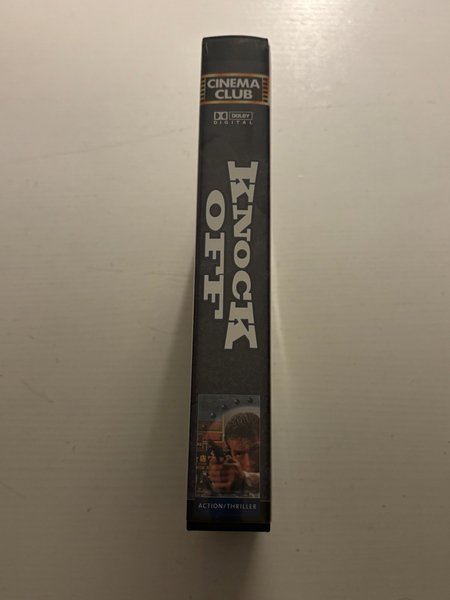 CINEMA
CLUB
DOLBY
DIGITAL
KNOCK
OFF
ACTION/THRILLER